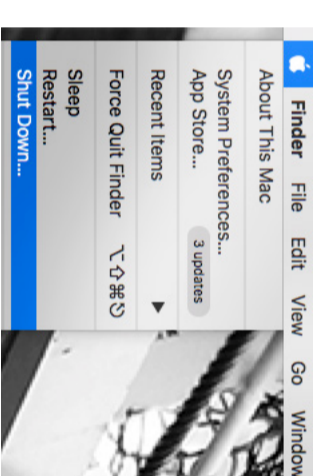 Finder File Edit View Go Window
About This Mac
System Preferences...
App Store... 3 updates
Recent Items
Force Quit Finder ⌥⇧⌘⎋
Sleep
Restart...
Shut Down...